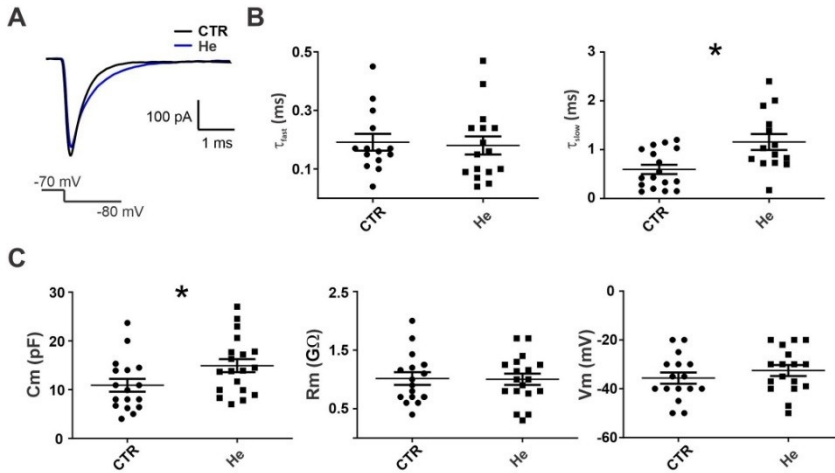 A
CTR
He
100 pA
1 ms
-70 mV
-80 mV
B
τfast (ms)
0.5
0.3
0.1
CTR
He
τslow (ms)
3
2
1
0
*
CTR
He
C
Cm (pF)
30
20
10
0
*
CTR
He
Rm (GΩ)
2.5
1.5
0.5
CTR
He
Vm (mV)
-0
-20
-40
-60
CTR
He